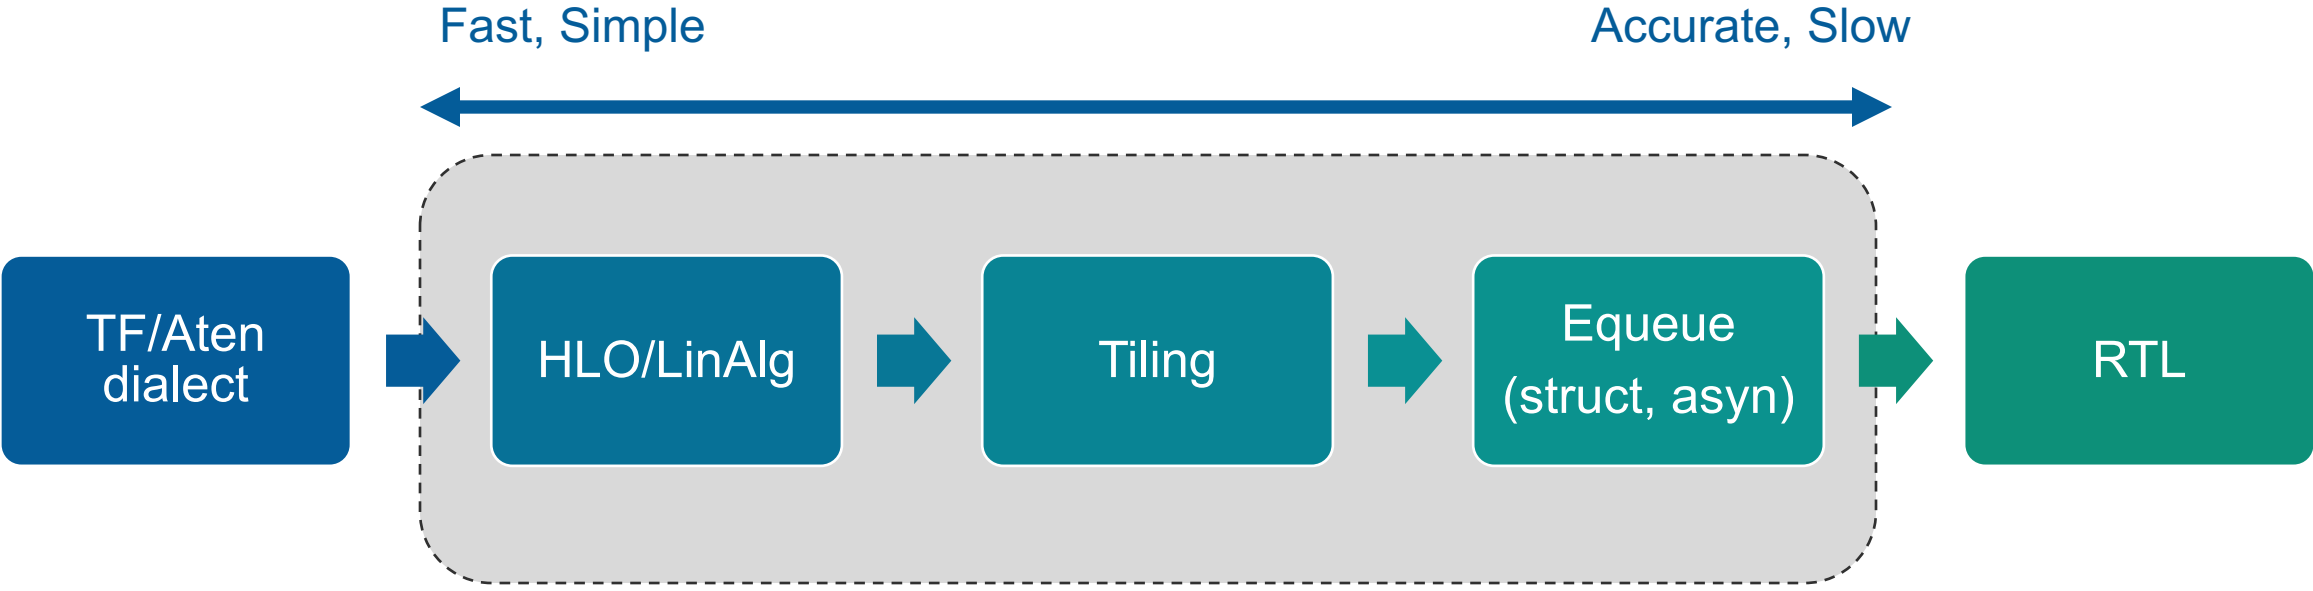 Fast, Simple
Accurate, Slow
TF/Aten
dialect
HLO/LinAlg
Tiling
Equeue
(struct, asyn)
RTL